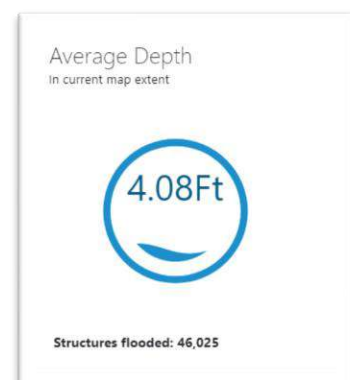 Average Depth
In current map extent
4.08Ft
Structures flooded: 46,025